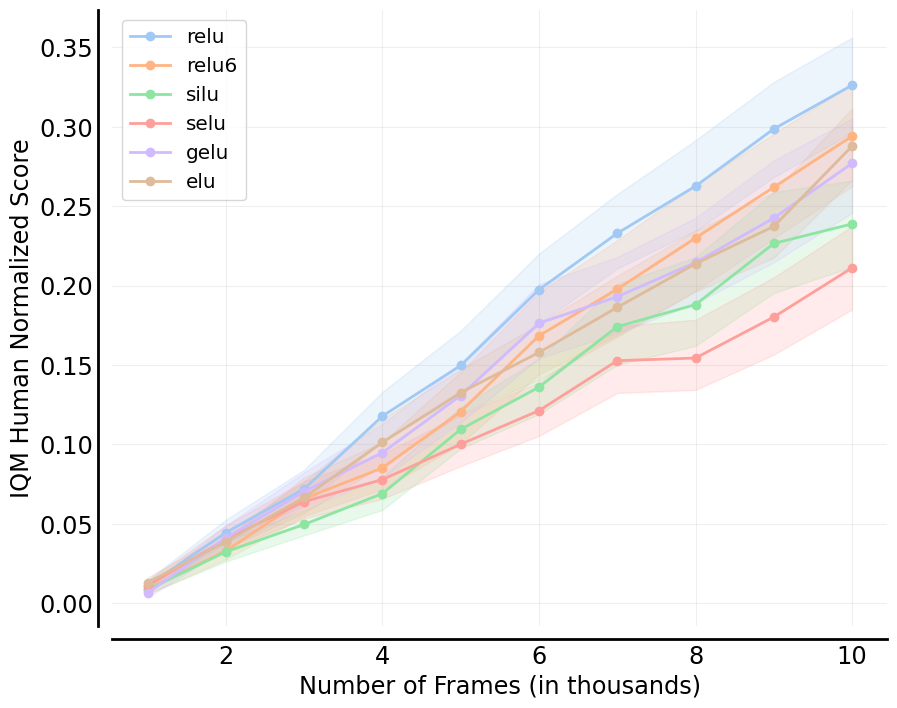 relu
relu6
silu
selu
gelu
elu
0.35
0.30
0.25
0.20
0.15
0.10
0.05
0.00
IQM Human Normalized Score
2 4 6 8 10
Number of Frames (in thousands)